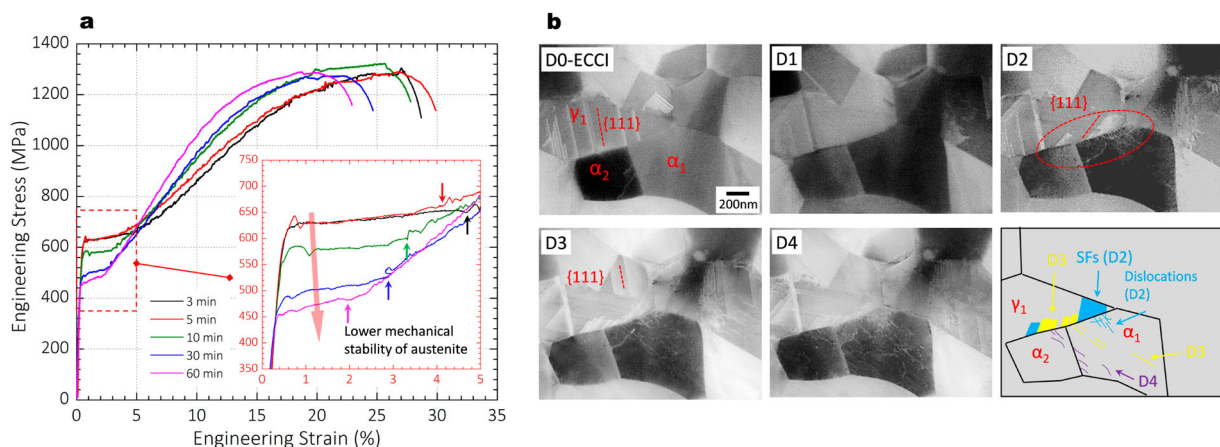 a
1400
1200
1000
800
600
400
200
0
Engineering Stress (MPa)
0 5 10 15 20 25 30 35
Engineering Strain (%)
3 min
5 min
10 min
30 min
60 min
750
700
650
600
550
500
450
400
350
0 1 2 3 4 5
Lower mechanical
stability of austenite
b
D0-ECCI
γ1
{111}
α2
α1
200nm
D1
D2
{111}
D3
{111}
D4
D3
SFs (D2)
Dislocations
(D2)
γ1
α1
α2
D3
D4